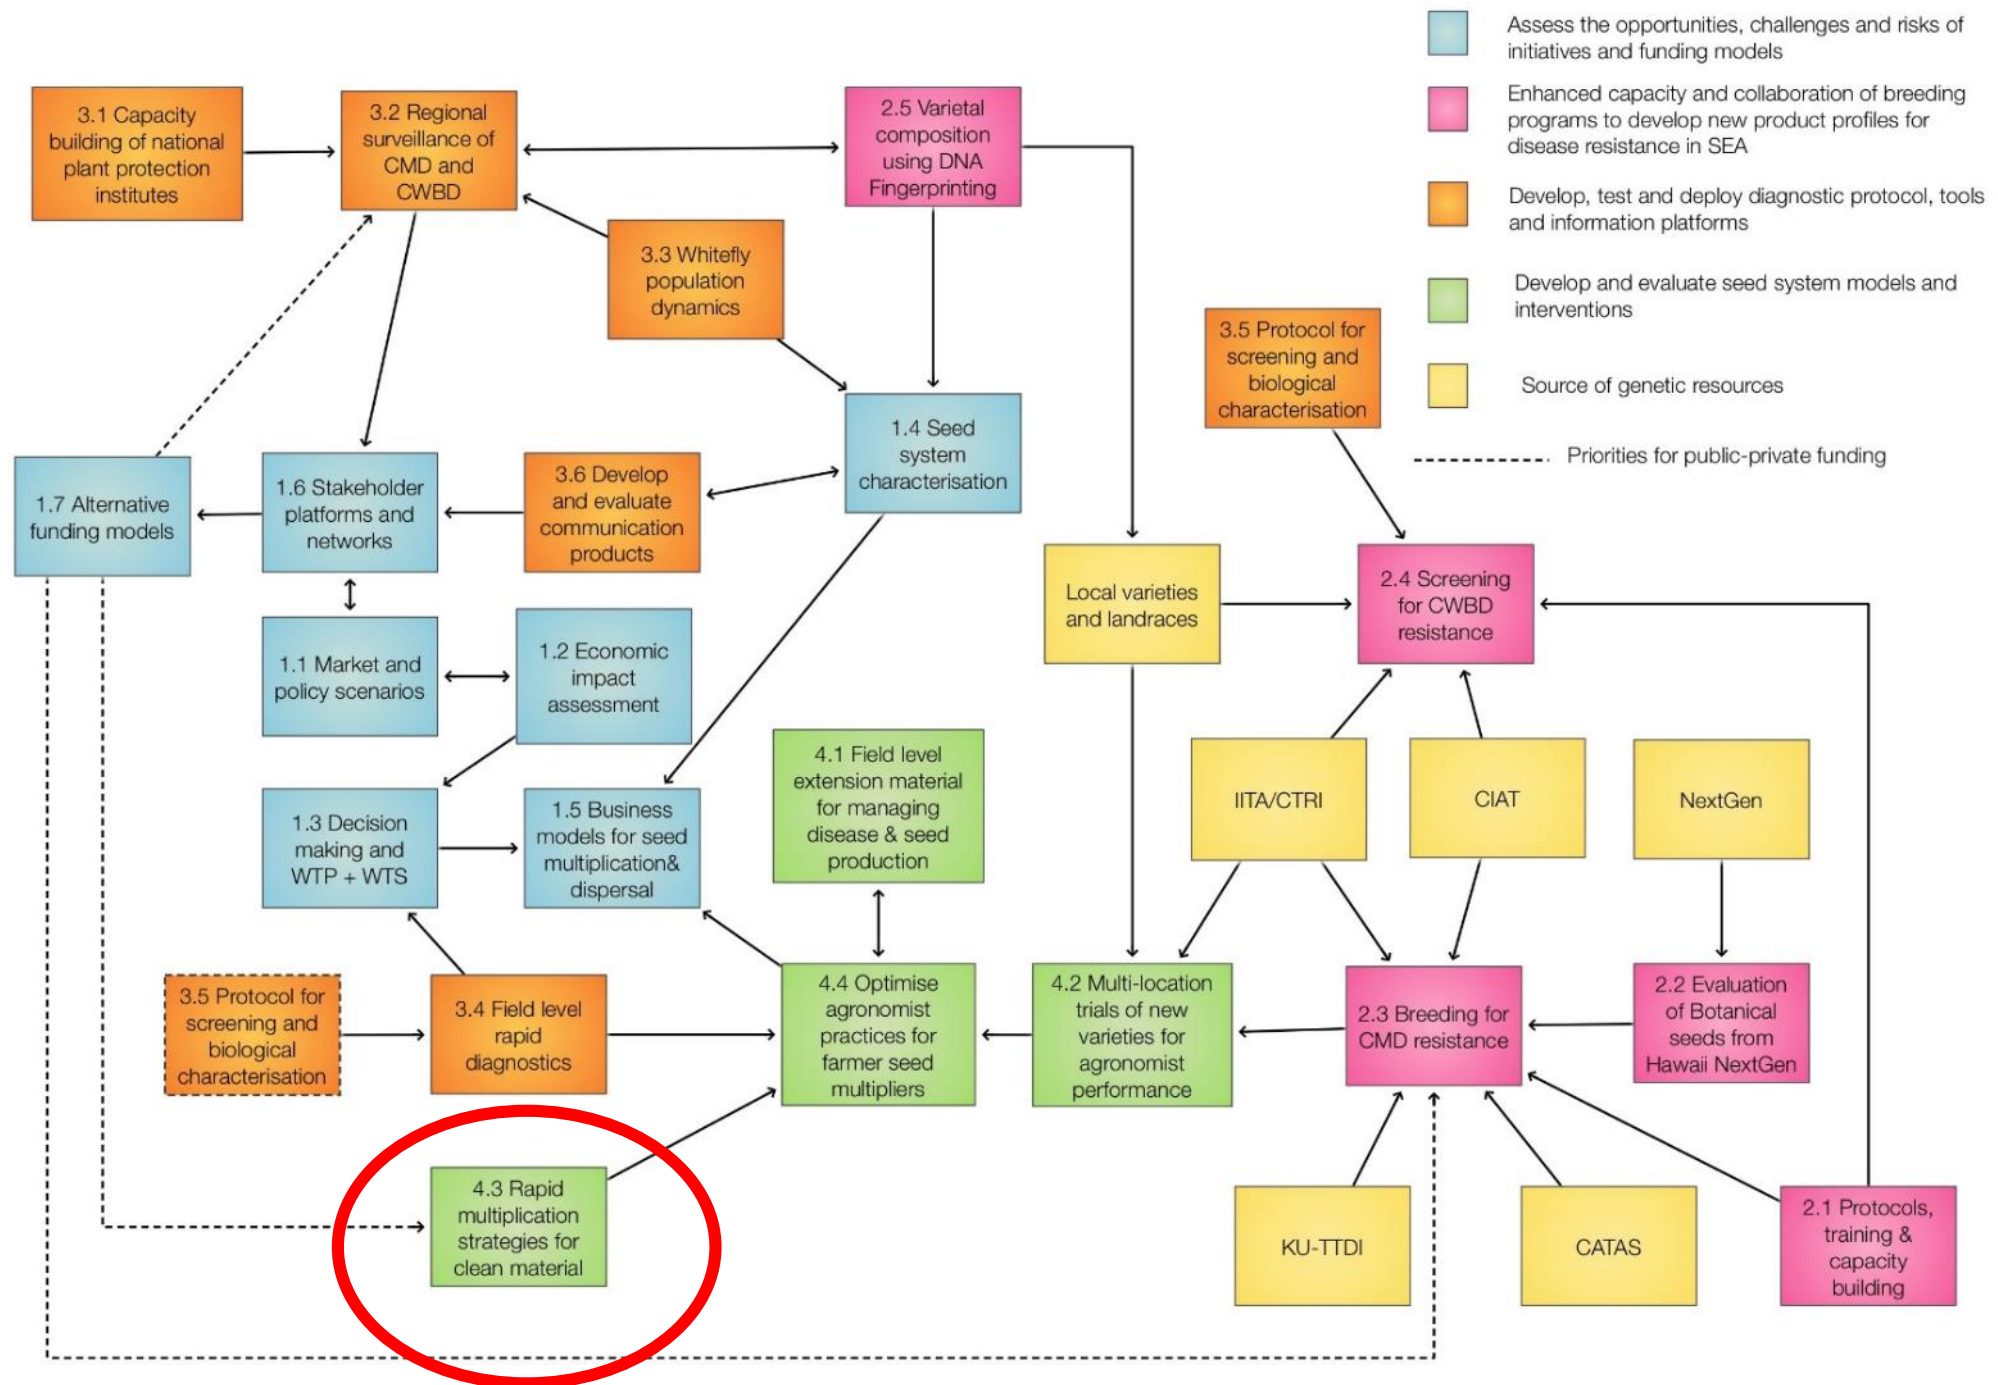 Assess the opportunities, challenges and risks of
initiatives and funding models
Enhanced capacity and collaboration of breeding
programs to develop new product profiles for
disease resistance in SEA
Develop, test and deploy diagnostic protocol, tools
and information platforms
Develop and evaluate seed system models and
interventions
Source of genetic resources
Priorities for public-private funding
3.1 Capacity
building of national
plant protection
institutes
3.2 Regional
surveillance of
CMD and
CWBD
2.5 Varietal
composition
using DNA
Fingerprinting
3.3 Whitefly
population
dynamics
3.5 Protocol for
screening and
biological
characterisation
1.4 Seed
system
characterisation
1.7 Alternative
funding models
1.6 Stakeholder
platforms and
networks
3.6 Develop
and evaluate
communication
products
Local varieties
and landraces
2.4 Screening
for CWBD
resistance
1.1 Market and
policy scenarios
1.2 Economic
impact
assessment
4.1 Field level
extension material
for managing
disease & seed
production
IITA/CTRI
CIAT
NextGen
1.3 Decision
making and
WTP + WTS
1.5 Business
models for seed
multiplication&
dispersal
3.5 Protocol for
screening and
biological
characterisation
3.4 Field level
rapid
diagnostics
4.4 Optimise
agronomist
practices for
farmer seed
multipliers
4.2 Multi-location
trials of new
varieties for
agronomist
performance
2.3 Breeding for
CMD resistance
2.2 Evaluation
of Botanical
seeds from
Hawaii NextGen
4.3 Rapid
multiplication
strategies for
clean material
KU-TTDI
CATAS
2.1 Protocols,
training &
capacity
building